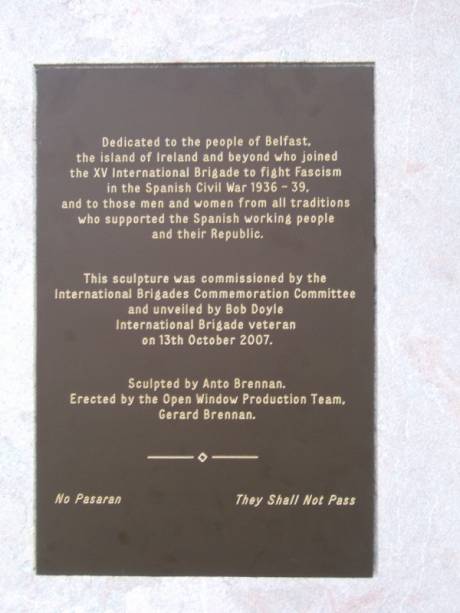 Dedicated to the people of Belfast,
the island of Ireland and beyond who joined
the XV International Brigade to fight Fascism
in the Spanish Civil War 1936 – 39,
and to those men and women from all traditions
who supported the Spanish working people
and their Republic.
This sculpture was commissioned by the
International Brigades Commemoration Committee
and unveiled by Bob Doyle
International Brigade veteran
on 13th October 2007.
Sculpted by Anto Brennan.
Erected by the Open Window Production Team,
Gerard Brennan.
No Pasaran They Shall Not Pass